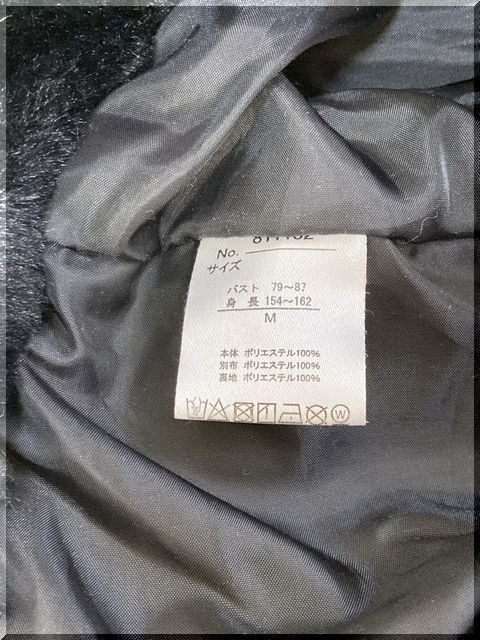 No.
サイズ
バスト 79〜87
身 長 154〜162
M
本体 ポリエステル100%
別布 ポリエステル100%
裏地 ポリエステル100%
W